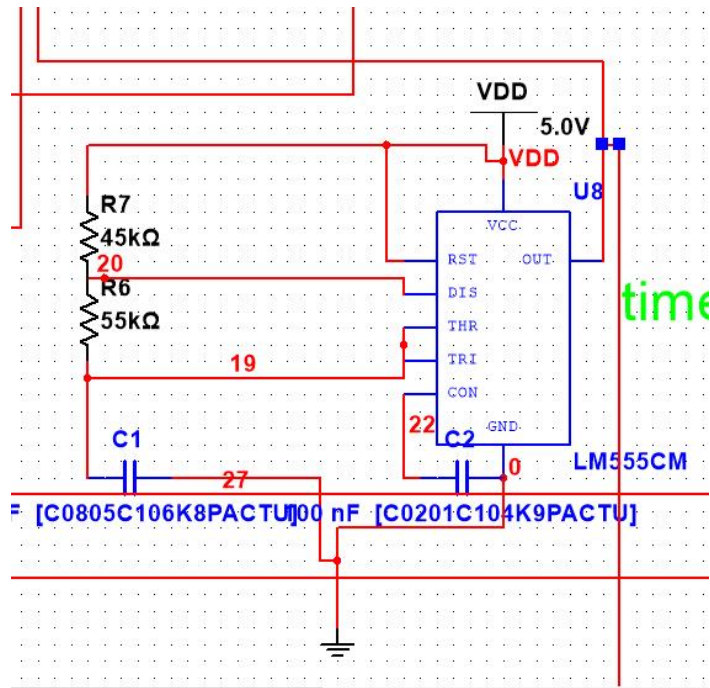 VDD
5.0V
VDD
U8
R7
45kΩ
VCC
RST OUT
20
R6
DIS
55kΩ
THR
time
19
TRI
CON
22
GND
C1
C2
0
LM555CM
27
F [C0805C106K8PACTU]
100 nF [C0201C104K9PACTU]